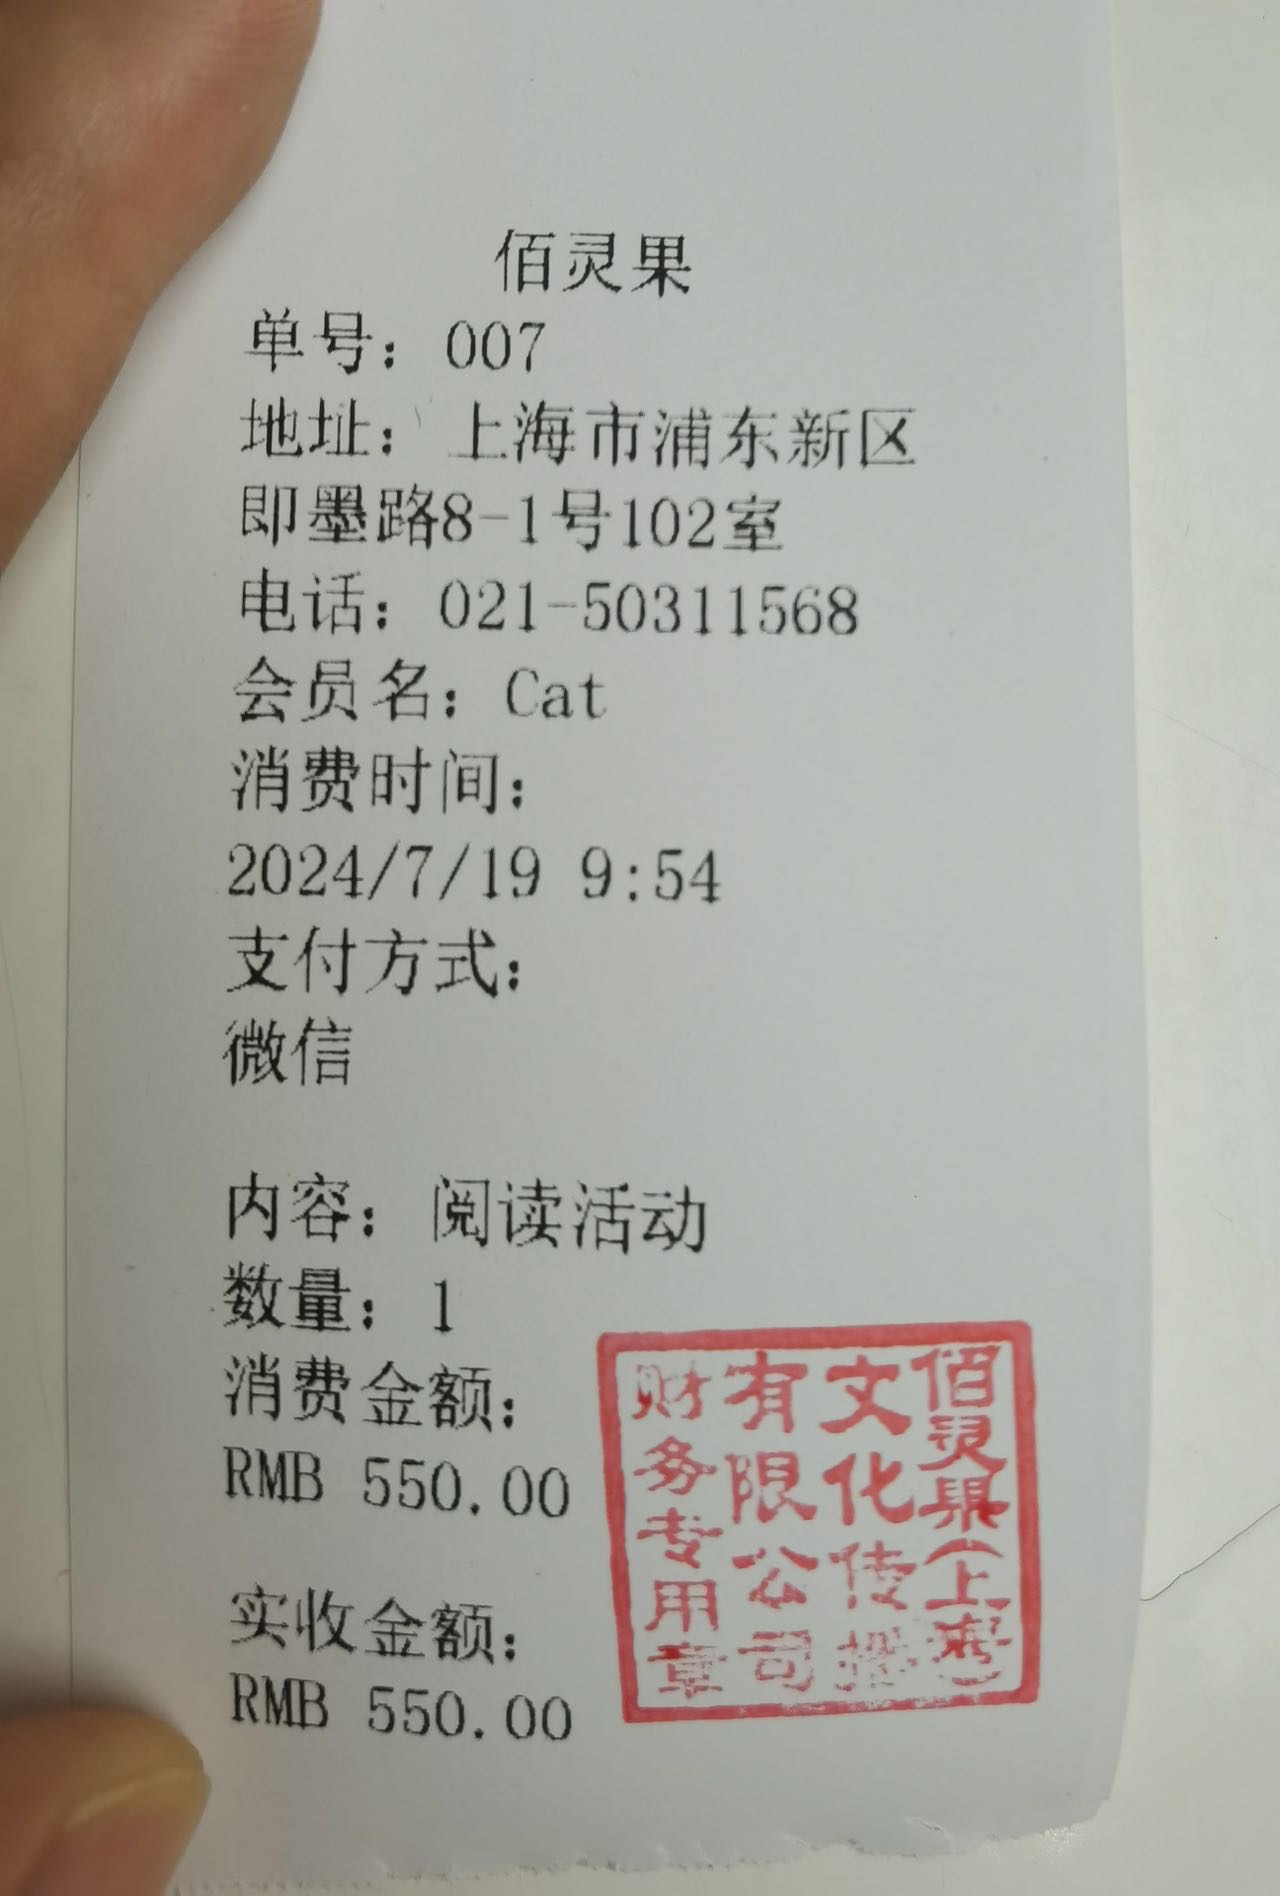 佰灵果
单号：007
地址：上海市浦东新区
即墨路8-1号102室
电话：021-50311568
会员名：Cat
消费时间：
2024/7/19 9:54
支付方式：
微信
内容：阅读活动
数量：1
消费金额：
RMB 550.00
实收金额：
RMB 550.00
佰灵果(上海)
文化传播
有限公司
财务专用章